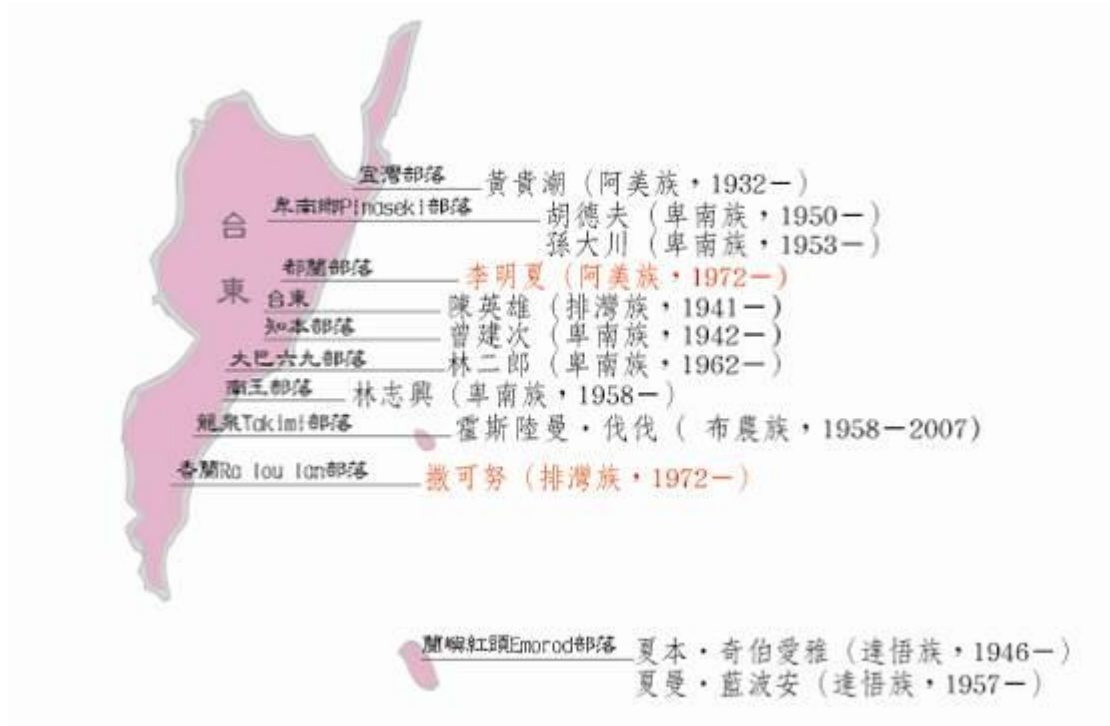 宜灣部落 黃貴潮（阿美族，1932－）
卑南鄉Pinaseki部落 胡德夫（卑南族，1950－）
孫大川（卑南族，1953－）
台東
都蘭部落 李明夏（阿美族，1972－）
台東 陳英雄（排灣族，1941－）
知本部落 曾建次（卑南族，1942－）
大巴六九部落 林二郎（卑南族，1962－）
南王部落 林志興（卑南族，1958－）
龍泉Takimi部落 霍斯陸曼・伐伐（ 布農族，1958－2007）
香蘭Ra lou lan部落 撒可努（排灣族，1972－）
蘭嶼紅頭Emorod部落 夏本・奇伯愛雅（達悟族，1946－）
夏曼・藍波安（達悟族，1957－）